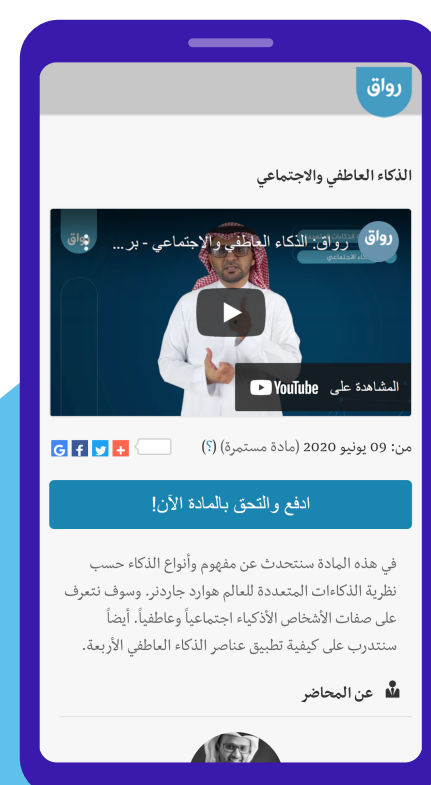 رواق
الذكاء العاطفي والاجتماعي
رواق
رواق: الذكاء العاطفي والاجتماعي - بر...
رواق
المشاهدة على YouTube
من: 09 يونيو 2020 (مادة مستمرة) (؟)
ادفع والتحق بالمادة الآن!
في هذه المادة سنتحدث عن مفهوم وأنواع الذكاء حسب
نظرية الذكاءات المتعددة للعالم هوارد جاردنر. وسوف نتعرف
على صفات الأشخاص الأذكياء اجتماعياً وعاطفياً. أيضاً
سنتدرب على كيفية تطبيق عناصر الذكاء العاطفي الأربعة.
عن المحاضر